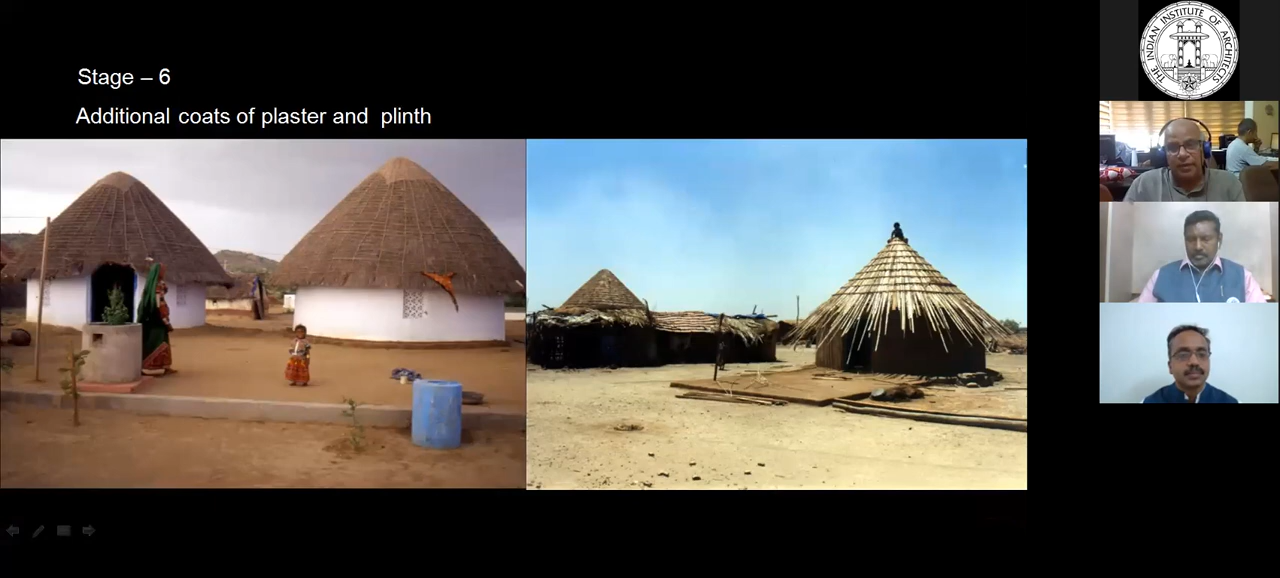 Stage – 6
Additional coats of plaster and plinth
THE INDIAN INSTITUTE OF ARCHITECTS